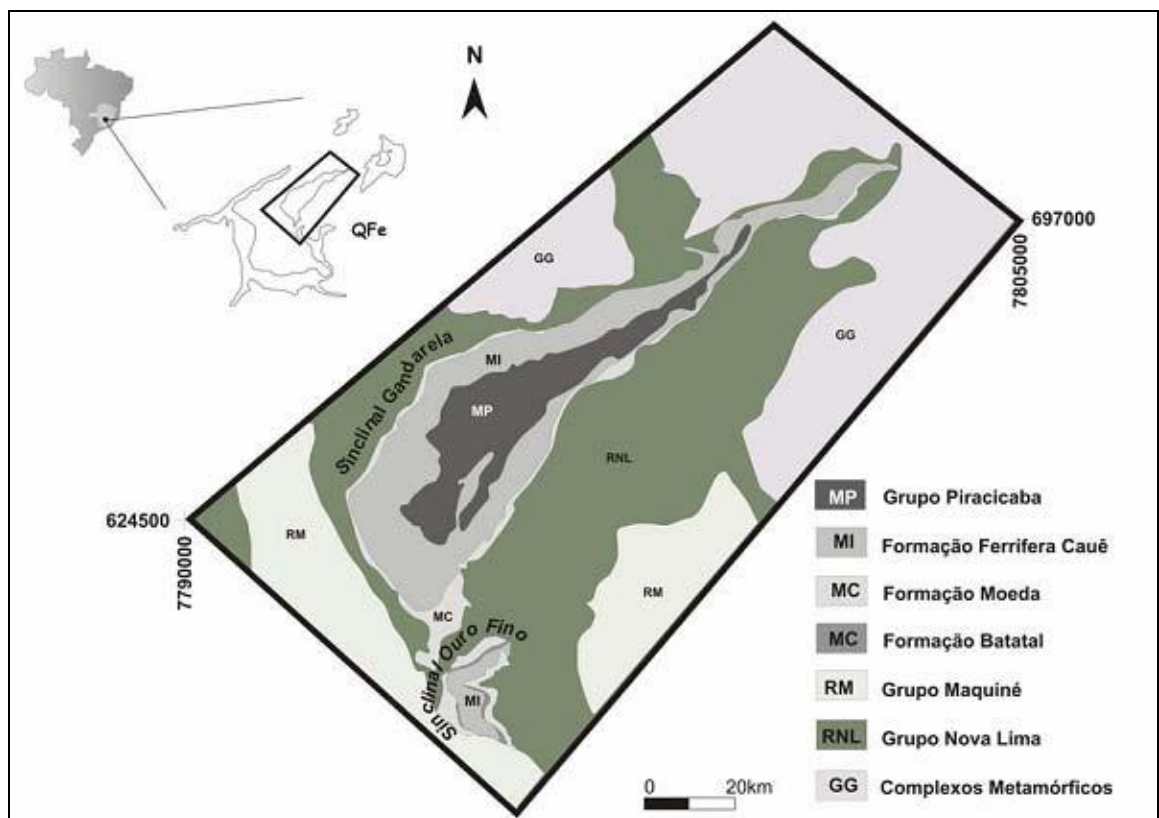 N
QFe
697000
7805000
GG
GG
Sinclinal Gandarela
MI
MP
RNL
624500
7790000
RM
RM
MC
Sinclinal Ouro Fino
MI
MP Grupo Piracicaba
MI Formação Ferrifera Cauê
MC Formação Moeda
MC Formação Batatal
RM Grupo Maquiné
RNL Grupo Nova Lima
GG Complexos Metamórficos
0 20km